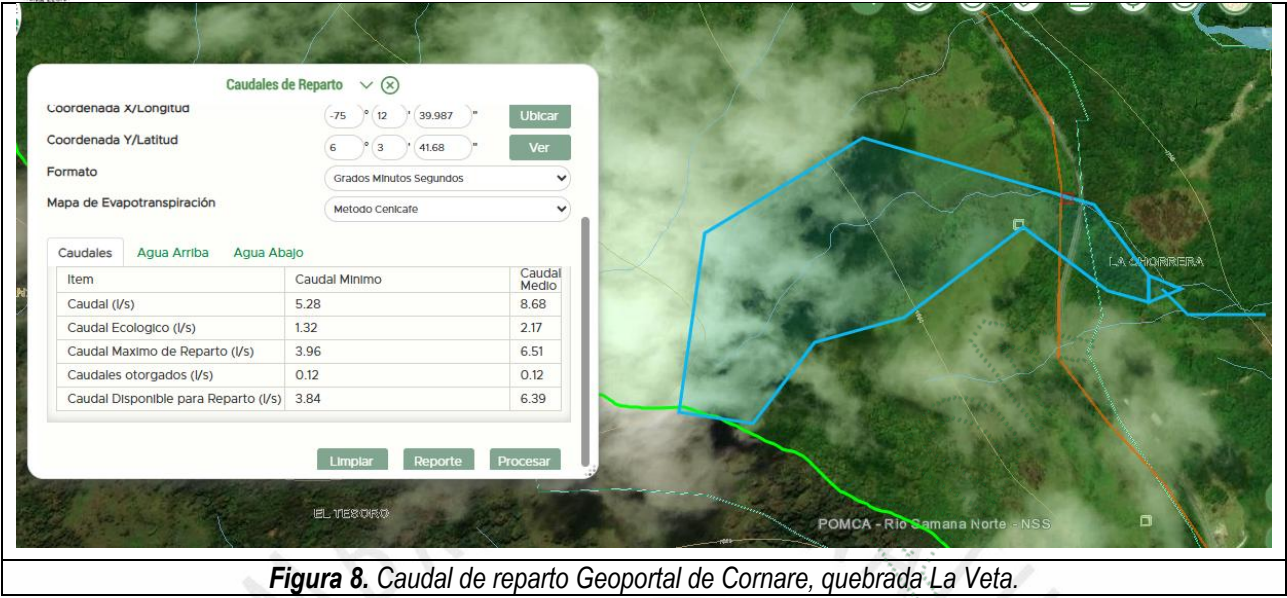 Caudales de Reparto
Coordenada X/Longitud -75 ° 12 ' 39.987 " Ubicar
Coordenada Y/Latitud 6 ° 3 ' 41.68 " Ver
Formato Grados Minutos Segundos
Mapa de Evapotranspiración Metodo Cenicafe
Caudales Agua Arriba Agua Abajo
Item Caudal Minimo Caudal Medio
Caudal (l/s) 5.28 8.68
Caudal Ecologico (l/s) 1.32 2.17
Caudal Maximo de Reparto (l/s) 3.96 6.51
Caudales otorgados (l/s) 0.12 0.12
Caudal Disponible para Reparto (l/s) 3.84 6.39
Limpiar Reporte Procesar
LA CHORRERA
EL TESORO
POMCA - Rio Samana Norte - NSS
Figura 8. Caudal de reparto Geoportal de Cornare, quebrada La Veta.